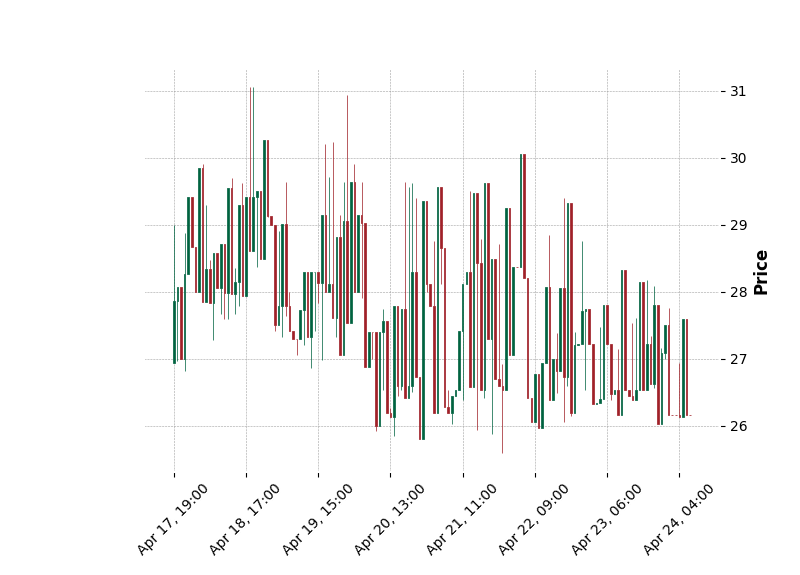 31
30
29
28
27
26
Price
Apr 17, 19:00
Apr 18, 17:00
Apr 19, 15:00
Apr 20, 13:00
Apr 21, 11:00
Apr 22, 09:00
Apr 23, 06:00
Apr 24, 04:00